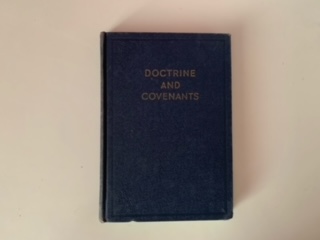 DOCTRINE
AND
COVENANTS